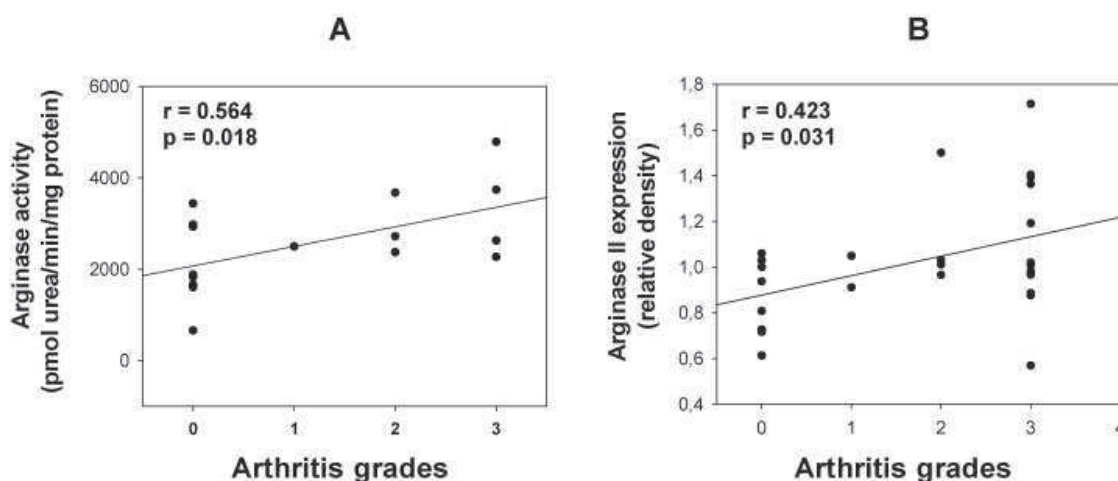 A
Arginase activity
(pmol urea/min/mg protein)
6000
4000
2000
0
r = 0.564
p = 0.018
0 1 2 3
Arthritis grades
B
Arginase II expression
(relative density)
1,8
1,6
1,4
1,2
1,0
0,8
0,6
0,4
r = 0.423
p = 0.031
0 1 2 3 4
Arthritis grades